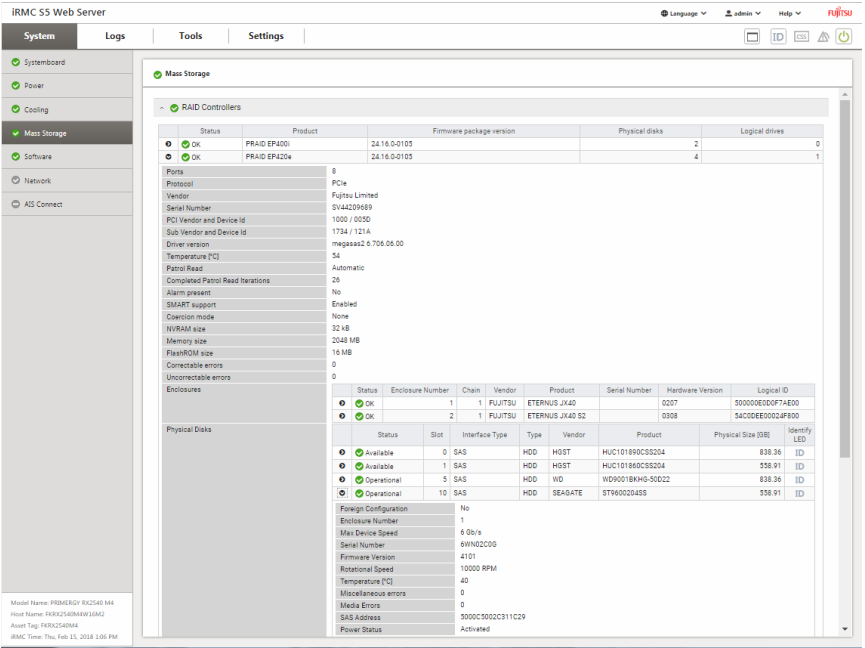 iRMC S5 Web Server
Language admin Help FUJITSU
System Logs Tools Settings
ID CSS
Systemboard
Power
Cooling
Mass Storage
Software
Network
AIS Connect
Mass Storage
RAID Controllers
Status Product Firmware package version Physical disks Logical drives
OK PRAID EP400i 24.16.0-0105 2 0
OK PRAID EP420e 24.16.0-0105 4 1
Ports 8
Protocol PCIe
Vendor Fujitsu Limited
Serial Number SV44209689
PCI Vendor and Device Id 1000 / 005D
Sub Vendor and Device Id 1734 / 121A
Driver version megasas2 6.706.06.00
Temperature [°C] 54
Patrol Read Automatic
Completed Patrol Read Iterations 26
Alarm present No
SMART support Enabled
Coercion mode None
NVRAM size 32 kB
Memory size 2048 MB
FlashROM size 16 MB
Correctable errors 0
Uncorrectable errors 0
Enclosures
Status Enclosure Number Chain Vendor Product Serial Number Hardware Version Logical ID
OK 1 1 FUJITSU ETERNUS JX40 0207 500000E0D0F7AE00
OK 2 1 FUJITSU ETERNUS JX40 S2 0308 54C0DEE00024F800
Physical Disks
Status Slot Interface Type Type Vendor Product Physical Size [GB] Identify LED
Available 0 SAS HDD HGST HUC101890CSS204 838.36 ID
Available 1 SAS HDD HGST HUC101860CSS204 558.91 ID
Operational 5 SAS HDD WD WD9001BKHG-50D22 838.36 ID
Operational 10 SAS HDD SEAGATE ST9600204SS 558.91 ID
Foreign Configuration No
Enclosure Number 1
Max Device Speed 6 Gb/s
Serial Number 6WN02C0G
Firmware Version 4101
Rotational Speed 10000 RPM
Temperature [°C] 40
Miscellaneous errors 0
Media Errors 0
SAS Address 5000C5002C311C29
Power Status Activated
Model Name: PRIMERGY RX2540 M4
Host Name: FKRX2540M4W16M2
Asset Tag: FKRX2540M4
iRMC Time: Thu, Feb 15, 2018 1:06 PM